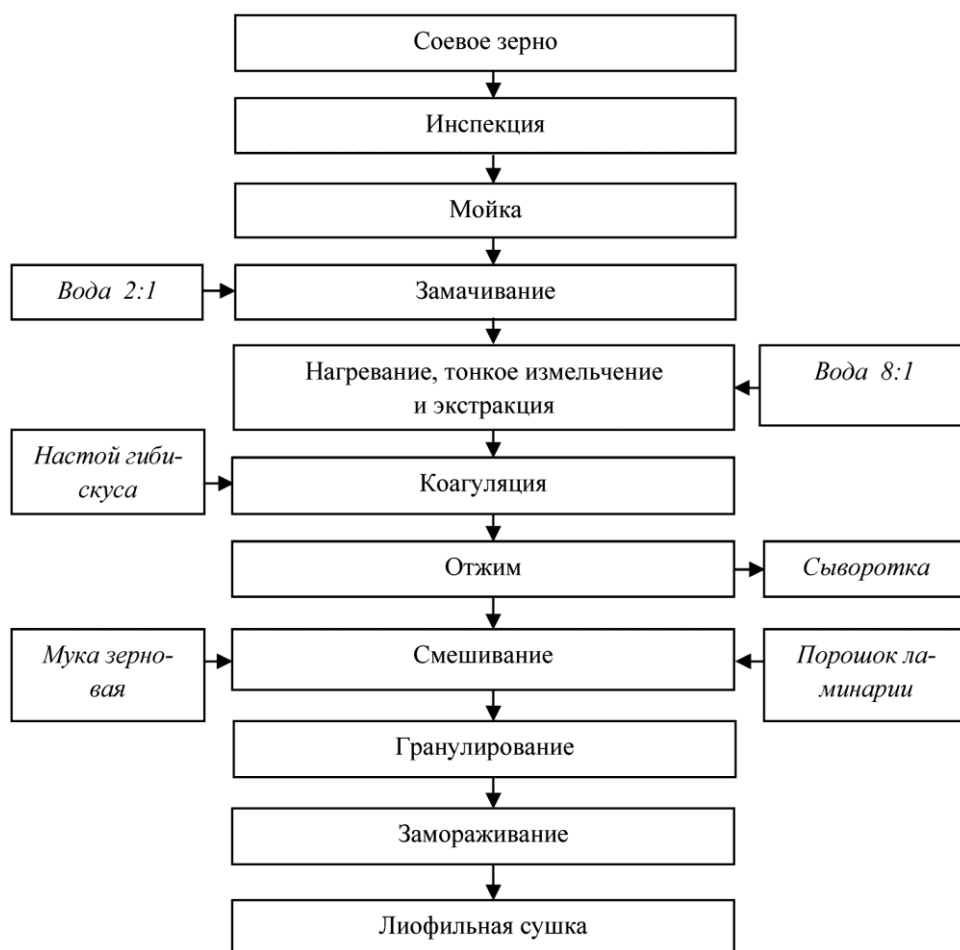 Соевое зерно
Инспекция
Мойка
Вода 2:1
Замачивание
Нагревание, тонкое измельчение
и экстракция
Вода 8:1
Настой гиби-
скуса
Коагуляция
Отжим
Сыворотка
Мука зерно-
вая
Смешивание
Порошок ла-
минарии
Гранулирование
Замораживание
Лиофильная сушка